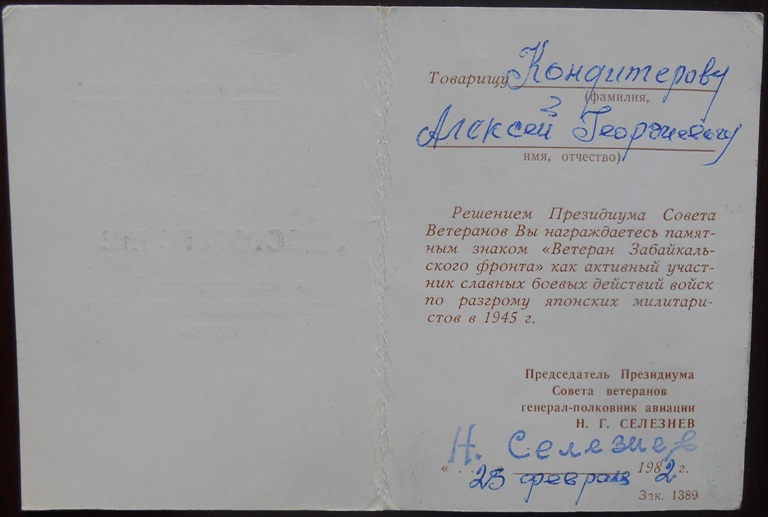 Товарищу Кондитерову
(фамилия,
Алексей Георгиевичу
имя, отчество)
Решением Президиума Совета
Ветеранов Вы награждаетесь памят-
ным знаком «Ветеран Забайкаль-
ского фронта» как активный участ-
ник славных боевых действий войск
по разгрому японских милитари-
стов в 1945 г.
Председатель Президиума
Совета ветеранов
генерал-полковник авиации
Н. Г. СЕЛЕЗНЕВ
Н. Селезнев
« 25 февраля 1982 г.
Зак. 1389